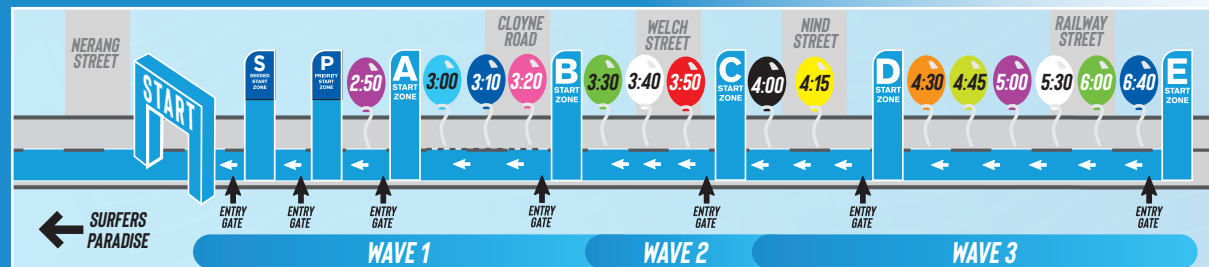 NERANG
STREET
START
S
SEEDED
START
ZONE
P
PRIORITY
START
ZONE
2:50
A
START
ZONE
3:00
3:10
CLOYNE
ROAD
3:20
B
START
ZONE
3:30
WELCH
STREET
3:40
3:50
C
START
ZONE
4:00
NIND
STREET
4:15
D
START
ZONE
4:30
4:45
5:00
RAILWAY
STREET
5:30
6:00
6:40
E
START
ZONE
SURFERS
PARADISE
ENTRY
GATE
ENTRY
GATE
ENTRY
GATE
ENTRY
GATE
ENTRY
GATE
ENTRY
GATE
ENTRY
GATE
WAVE 1
WAVE 2
WAVE 3